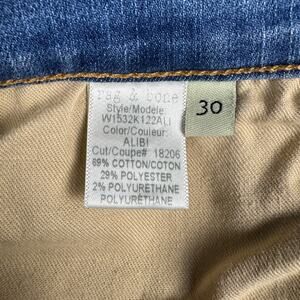 rag & bone
Style/Modèle
W1532K122ALI
Color/Couleur:
ALIBI
Cut/Coupe# 18206
69% COTTON/COTON
29% POLYESTER
2% POLYURETHANE
POLYURÉTHANE
30